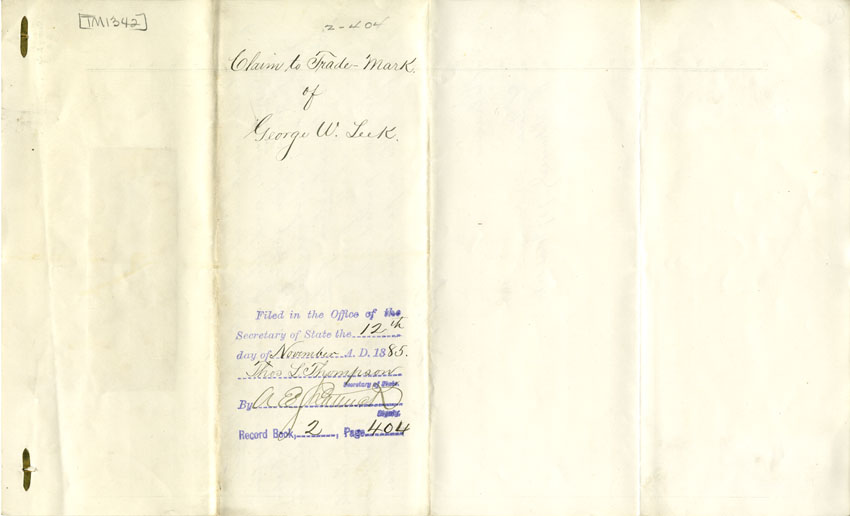 TM1342
2-404
Claim to Trade-Mark
of
George W. Leek.
Filed in the Office of the
Secretary of State the 12th
day of November A. D. 1885.
Thos L. Thompson
Secretary of State.
By A E
Deputy.
Record Book, 2, Page 404